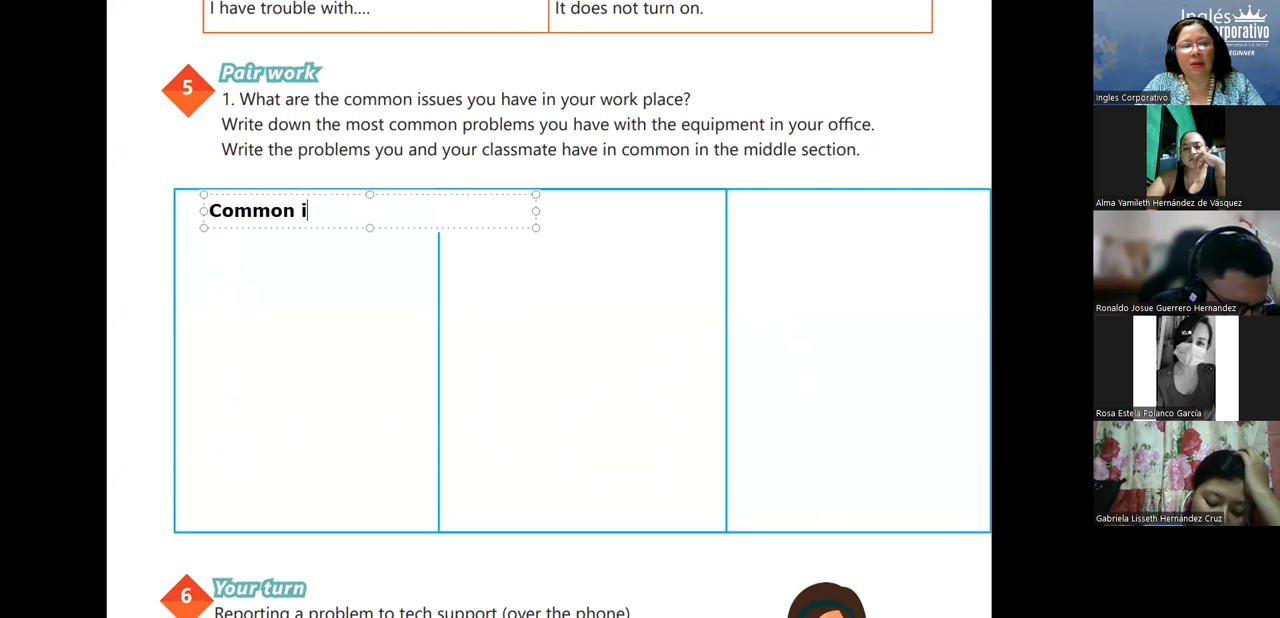 I have trouble with....
It does not turn on.
5
Pair work
1. What are the common issues you have in your work place?
Write down the most common problems you have with the equipment in your office.
Write the problems you and your classmate have in common in the middle section.
Common i
6
Your turn
Reporting a problem to tech support (over the phone)
Inglés
Corporativo
Ingles Corporativo
Alma Yamileth Hernández de Vásquez
Ronaldo Josue Guerrero Hernandez
Rosa Estela Polanco García
Gabriela Lisseth Hernández Cruz